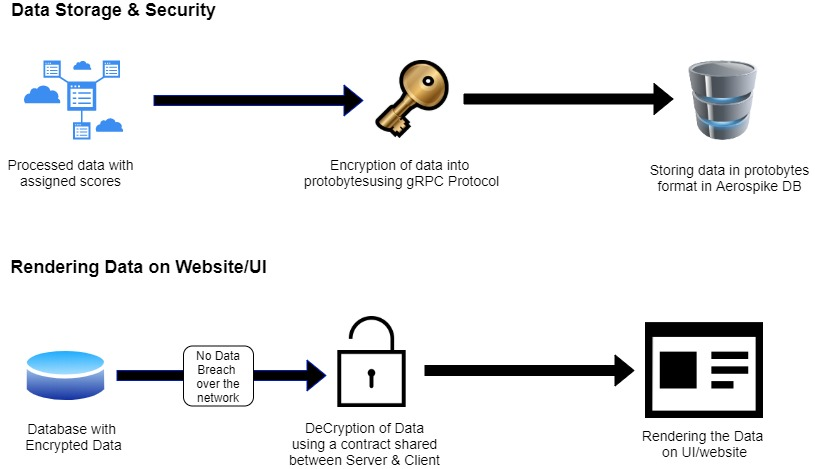 Data Storage & Security
Processed data with
assigned scores
Encryption of data into
protobytesusing gRPC Protocol
Storing data in protobytes
format in Aerospike DB
Rendering Data on Website/UI
No Data
Breach
over the
network
Database with
Encrypted Data
DeCryption of Data
using a contract shared
between Server & Client
Rendering the Data
on UI/website